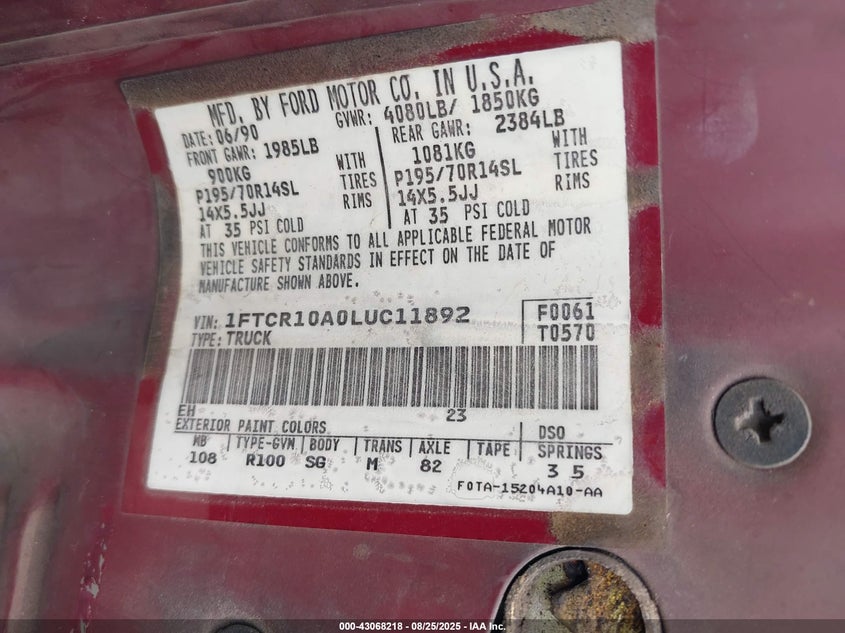 MFD. BY FORD MOTOR CO. IN U.S.A.
DATE: 06/90 GVWR: 4080LB/ 1850KG
FRONT GAWR: 1985LB REAR GAWR: 2384LB
900KG WITH 1081KG WITH
P195/70R14SL TIRES P195/70R14SL TIRES
14X5.5JJ RIMS 14X5.5JJ RIMS
AT 35 PSI COLD AT 35 PSI COLD
THIS VEHICLE CONFORMS TO ALL APPLICABLE FEDERAL MOTOR
VEHICLE SAFETY STANDARDS IN EFFECT ON THE DATE OF
MANUFACTURE SHOWN ABOVE.
VIN: 1FTCR10A0LUC11892 F0061
TYPE: TRUCK T0570
EH 23
EXTERIOR PAINT COLORS DSO
WB TYPE-GVW BODY TRANS AXLE TAPE SPRINGS
108 R100 SG M 82 3 5
F0TA-15204A10-AA
000-43068218 - 08/25/2025 - IAA Inc.